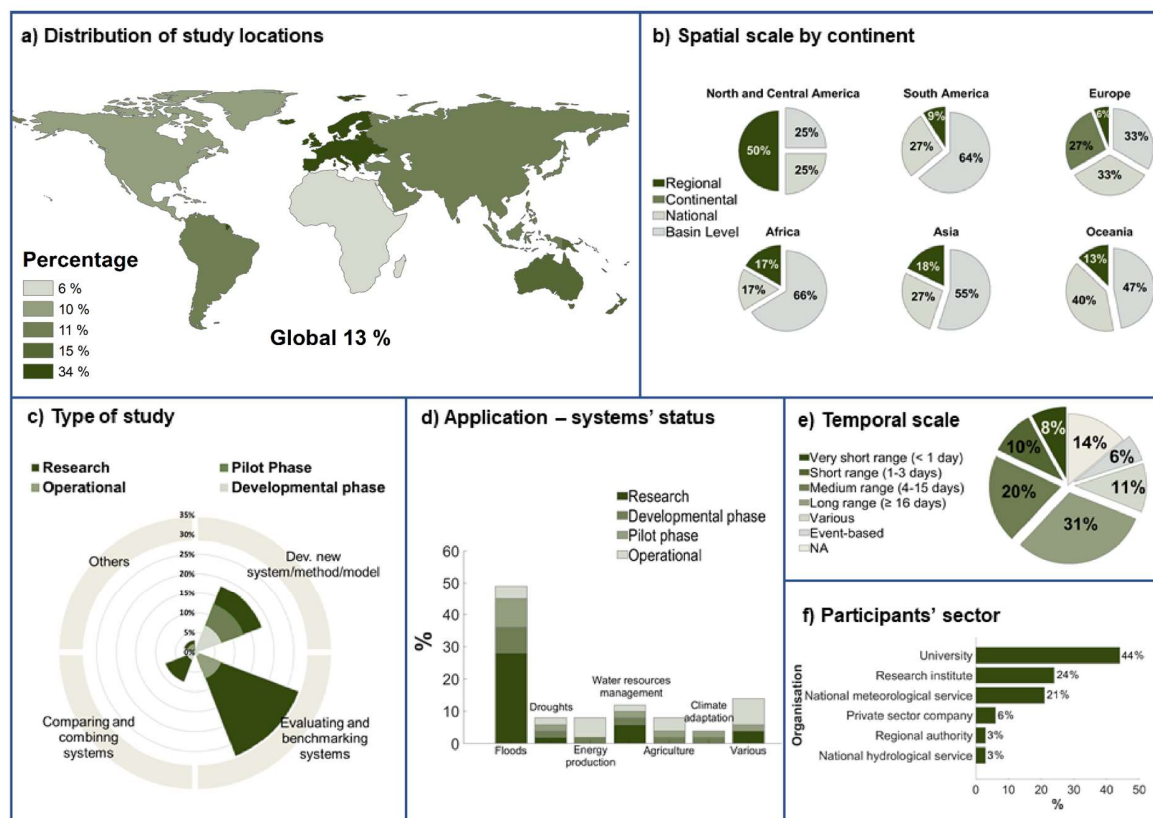 a) Distribution of study locations
Percentage
6 %
10 %
11 %
15 %
34 %
Global 13 %
b) Spatial scale by continent
North and Central America
50%
25%
25%
South America
9%
27%
64%
Europe
6%
27%
33%
33%
Regional
Continental
National
Basin Level
Africa
17%
17%
66%
Asia
18%
27%
55%
Oceania
13%
40%
47%
c) Type of study
Research
Pilot Phase
Operational
Developmental phase
35%
30%
25%
20%
15%
10%
5%
0%
Others
Dev. new
system/method/model
Comparing and
combinng
systems
Evaluating and
benchmarking
systems
d) Application – systems' status
Research
Developmental phase
Pilot phase
Operational
%
60
50
40
30
20
10
0
Water resources
management
Droughts
Climate
adaptation
Floods
Energy
production
Agriculture
Various
e) Temporal scale
Very short range (< 1 day)
Short range (1-3 days)
Medium range (4-15 days)
Long range (≥ 16 days)
Various
Event-based
NA
8%
14%
10%
6%
20%
11%
31%
f) Participants' sector
Organisation
University
44%
Research institute
24%
National meteorological service
21%
Private sector company
6%
Regional authority
3%
National hydrological service
3%
0 10 20 30 40 50
%